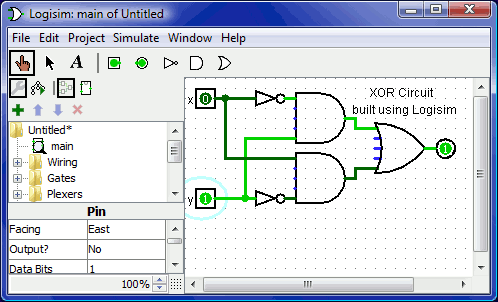 Logisim: main of Untitled
File Edit Project Simulate Window Help
A
Untitled*
main
Wiring
Gates
Plexers
Pin
Facing East
Output? No
Data Bits 1
100%
XOR Circuit
built using Logisim
x 0
1
y 1